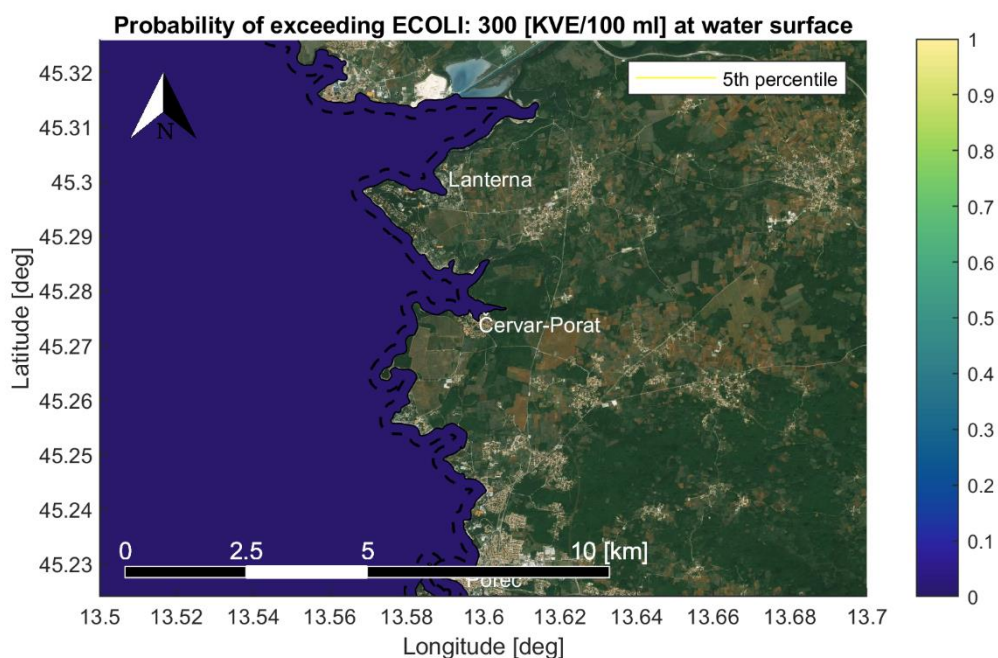 Probability of exceeding ECOLI: 300 [KVE/100 ml] at water surface
5th percentile
N
Lanterna
Cervar-Porat
Porec
0 2.5 5 10 [km]
45.32
45.31
45.3
45.29
45.28
45.27
45.26
45.25
45.24
45.23
Latitude [deg]
13.5 13.52 13.54 13.56 13.58 13.6 13.62 13.64 13.66 13.68 13.7
Longitude [deg]
1
0.9
0.8
0.7
0.6
0.5
0.4
0.3
0.2
0.1
0